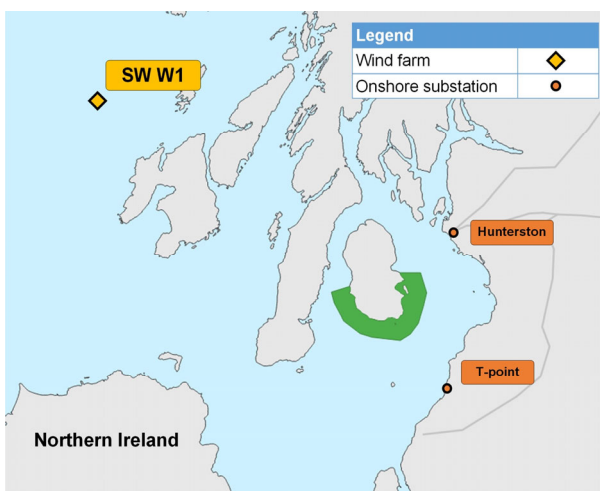 SW W1
Legend
Wind farm
Onshore substation
Hunterston
T-point
Northern Ireland